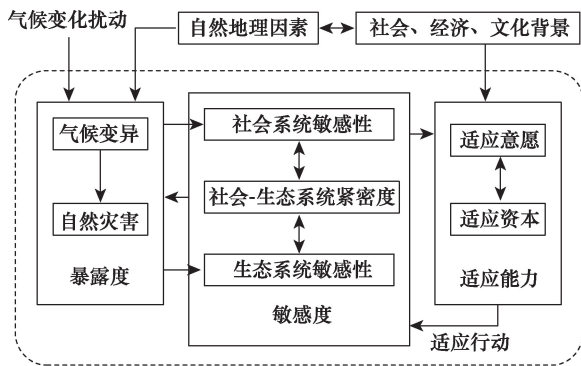 气候变化扰动
自然地理因素
社会、经济、文化背景
气候变异
自然灾害
暴露度
社会系统敏感性
社会-生态系统紧密度
生态系统敏感性
敏感度
适应意愿
适应资本
适应能力
适应行动